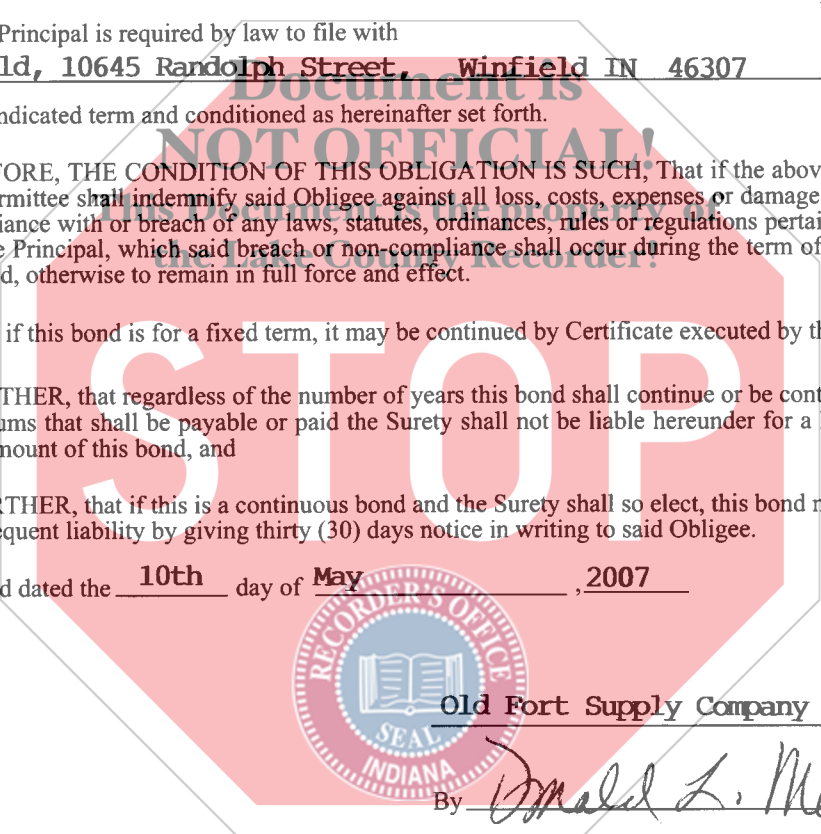 Principal is required by law to file with
ld, 10645 Randolph Street, Winfield IN 46307
Document is
ndicated term and conditioned as hereinafter set forth.
NOT OFFICIAL!
FORE, THE CONDITION OF THIS OBLIGATION IS SUCH, That if the abov
rmittee shall indemnify said Obligee against all loss, costs, expenses or damage
This Document is the property of
iance with or breach of any laws, statutes, ordinances, rules or regulations pertai
e Principal, which said breach or non-compliance shall occur during the term of
the Lake County Recorder!
d, otherwise to remain in full force and effect.
if this bond is for a fixed term, it may be continued by Certificate executed by th
THER, that regardless of the number of years this bond shall continue or be cont
ums that shall be payable or paid the Surety shall not be liable hereunder for a
mount of this bond, and
STOP
RTHER, that if this is a continuous bond and the Surety shall so elect, this bond
equent liability by giving thirty (30) days notice in writing to said Obligee.
d dated the 10th day of May , 2007
RECORDER'S OFFICE
SEAL
INDIANA
Old Fort Supply Company
By Donald L. M